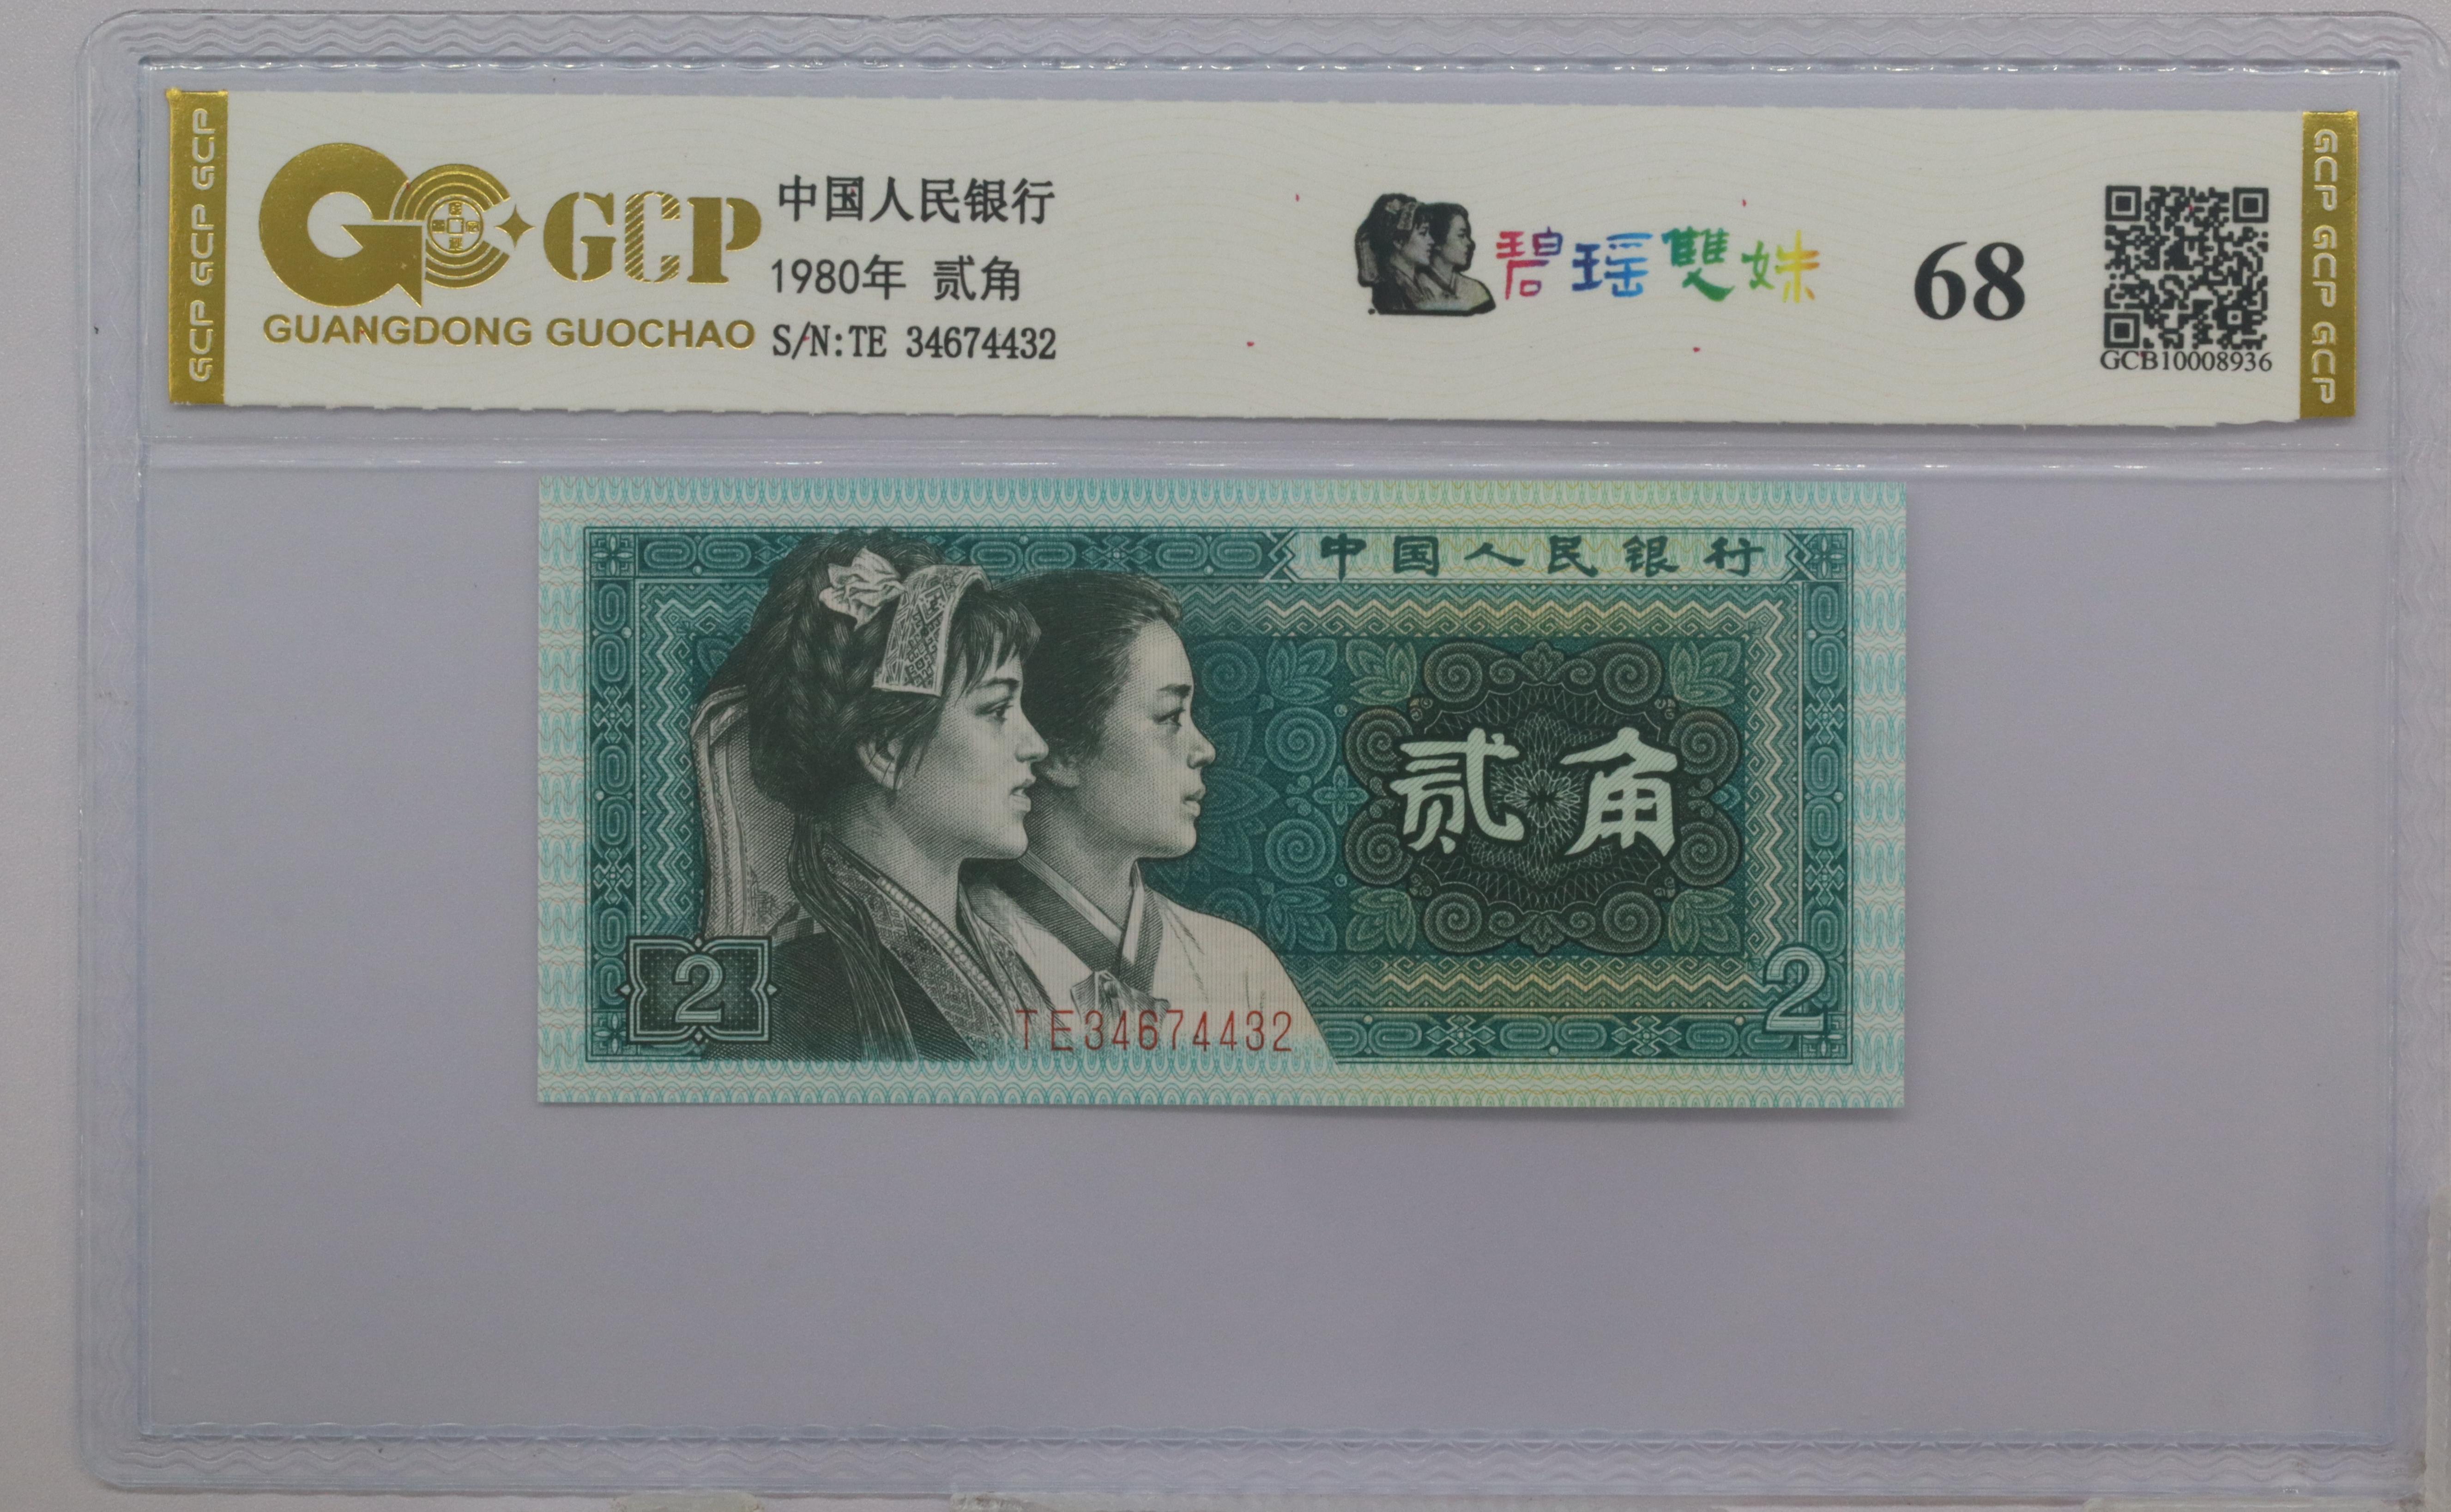 GCP GCP GCP
GCP
GUANGDONG GUOCHAO
中国人民银行
1980年 贰角
S/N:TE 34674432
碧瑶雙姝
68
GCB10008936
GCP GCP GCP
中国人民银行
贰角
2
TE34674432
2